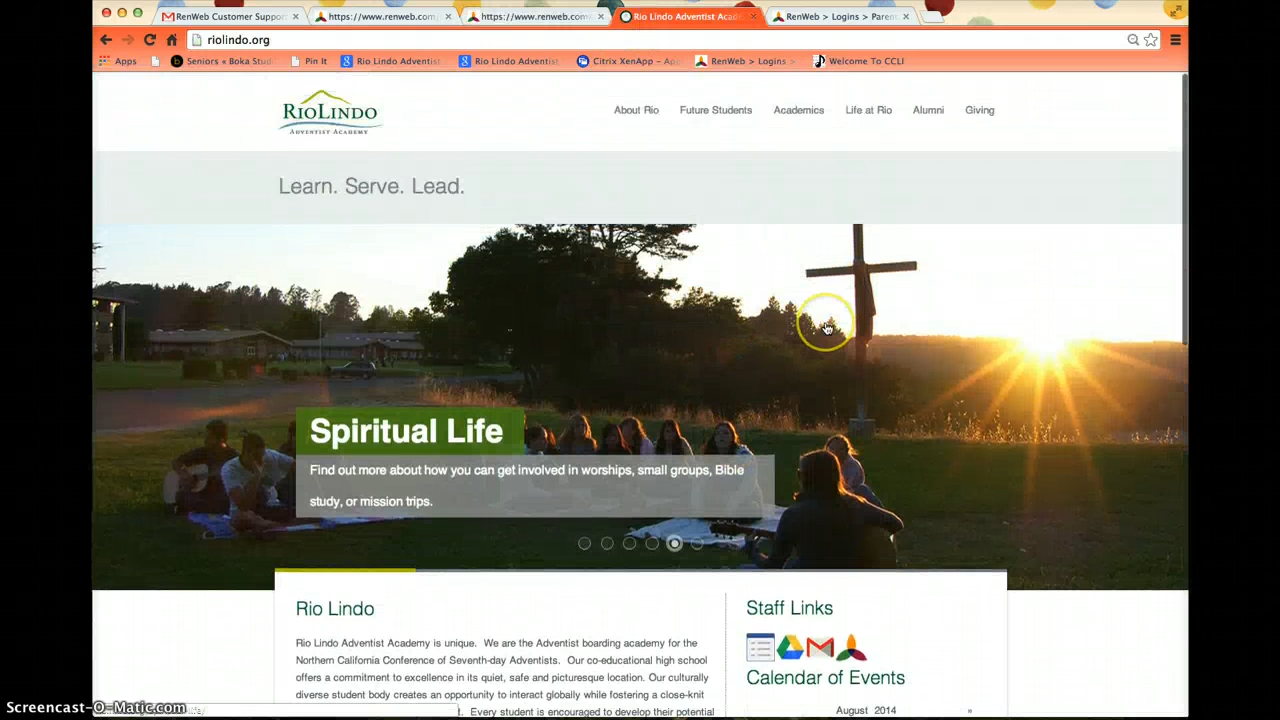 RenWeb Customer Suppor
https://www.renweb.com
https://www.renweb.com
Rio Lindo Adventist Aca
RenWeb > Logins > Paren
riolindo.org
Apps
Seniors « Boka Stud
Pin It
Rio Lindo Adventist
Rio Lindo Adventist
Citrix XenApp - Ap
RenWeb > Logins >
Welcome To CCLI
RIOLINDO
ADVENTIST ACADEMY
About Rio
Future Students
Academics
Life at Rio
Alumni
Giving
Learn. Serve. Lead.
Spiritual Life
Find out more about how you can get involved in worships, small groups, Bible
study, or mission trips.
Rio Lindo
Rio Lindo Adventist Academy is unique. We are the Adventist boarding academy for the
Northern California Conference of Seventh-day Adventists. Our co-educational high school
offers a commitment to excellence in its quiet, safe and picturesque location. Our culturally
diverse student body creates an opportunity to interact globally while fostering a close-knit
t. Every student is encouraged to develop their potential
Staff Links
Calendar of Events
August 2014
»
Screencast-O-Matic.com